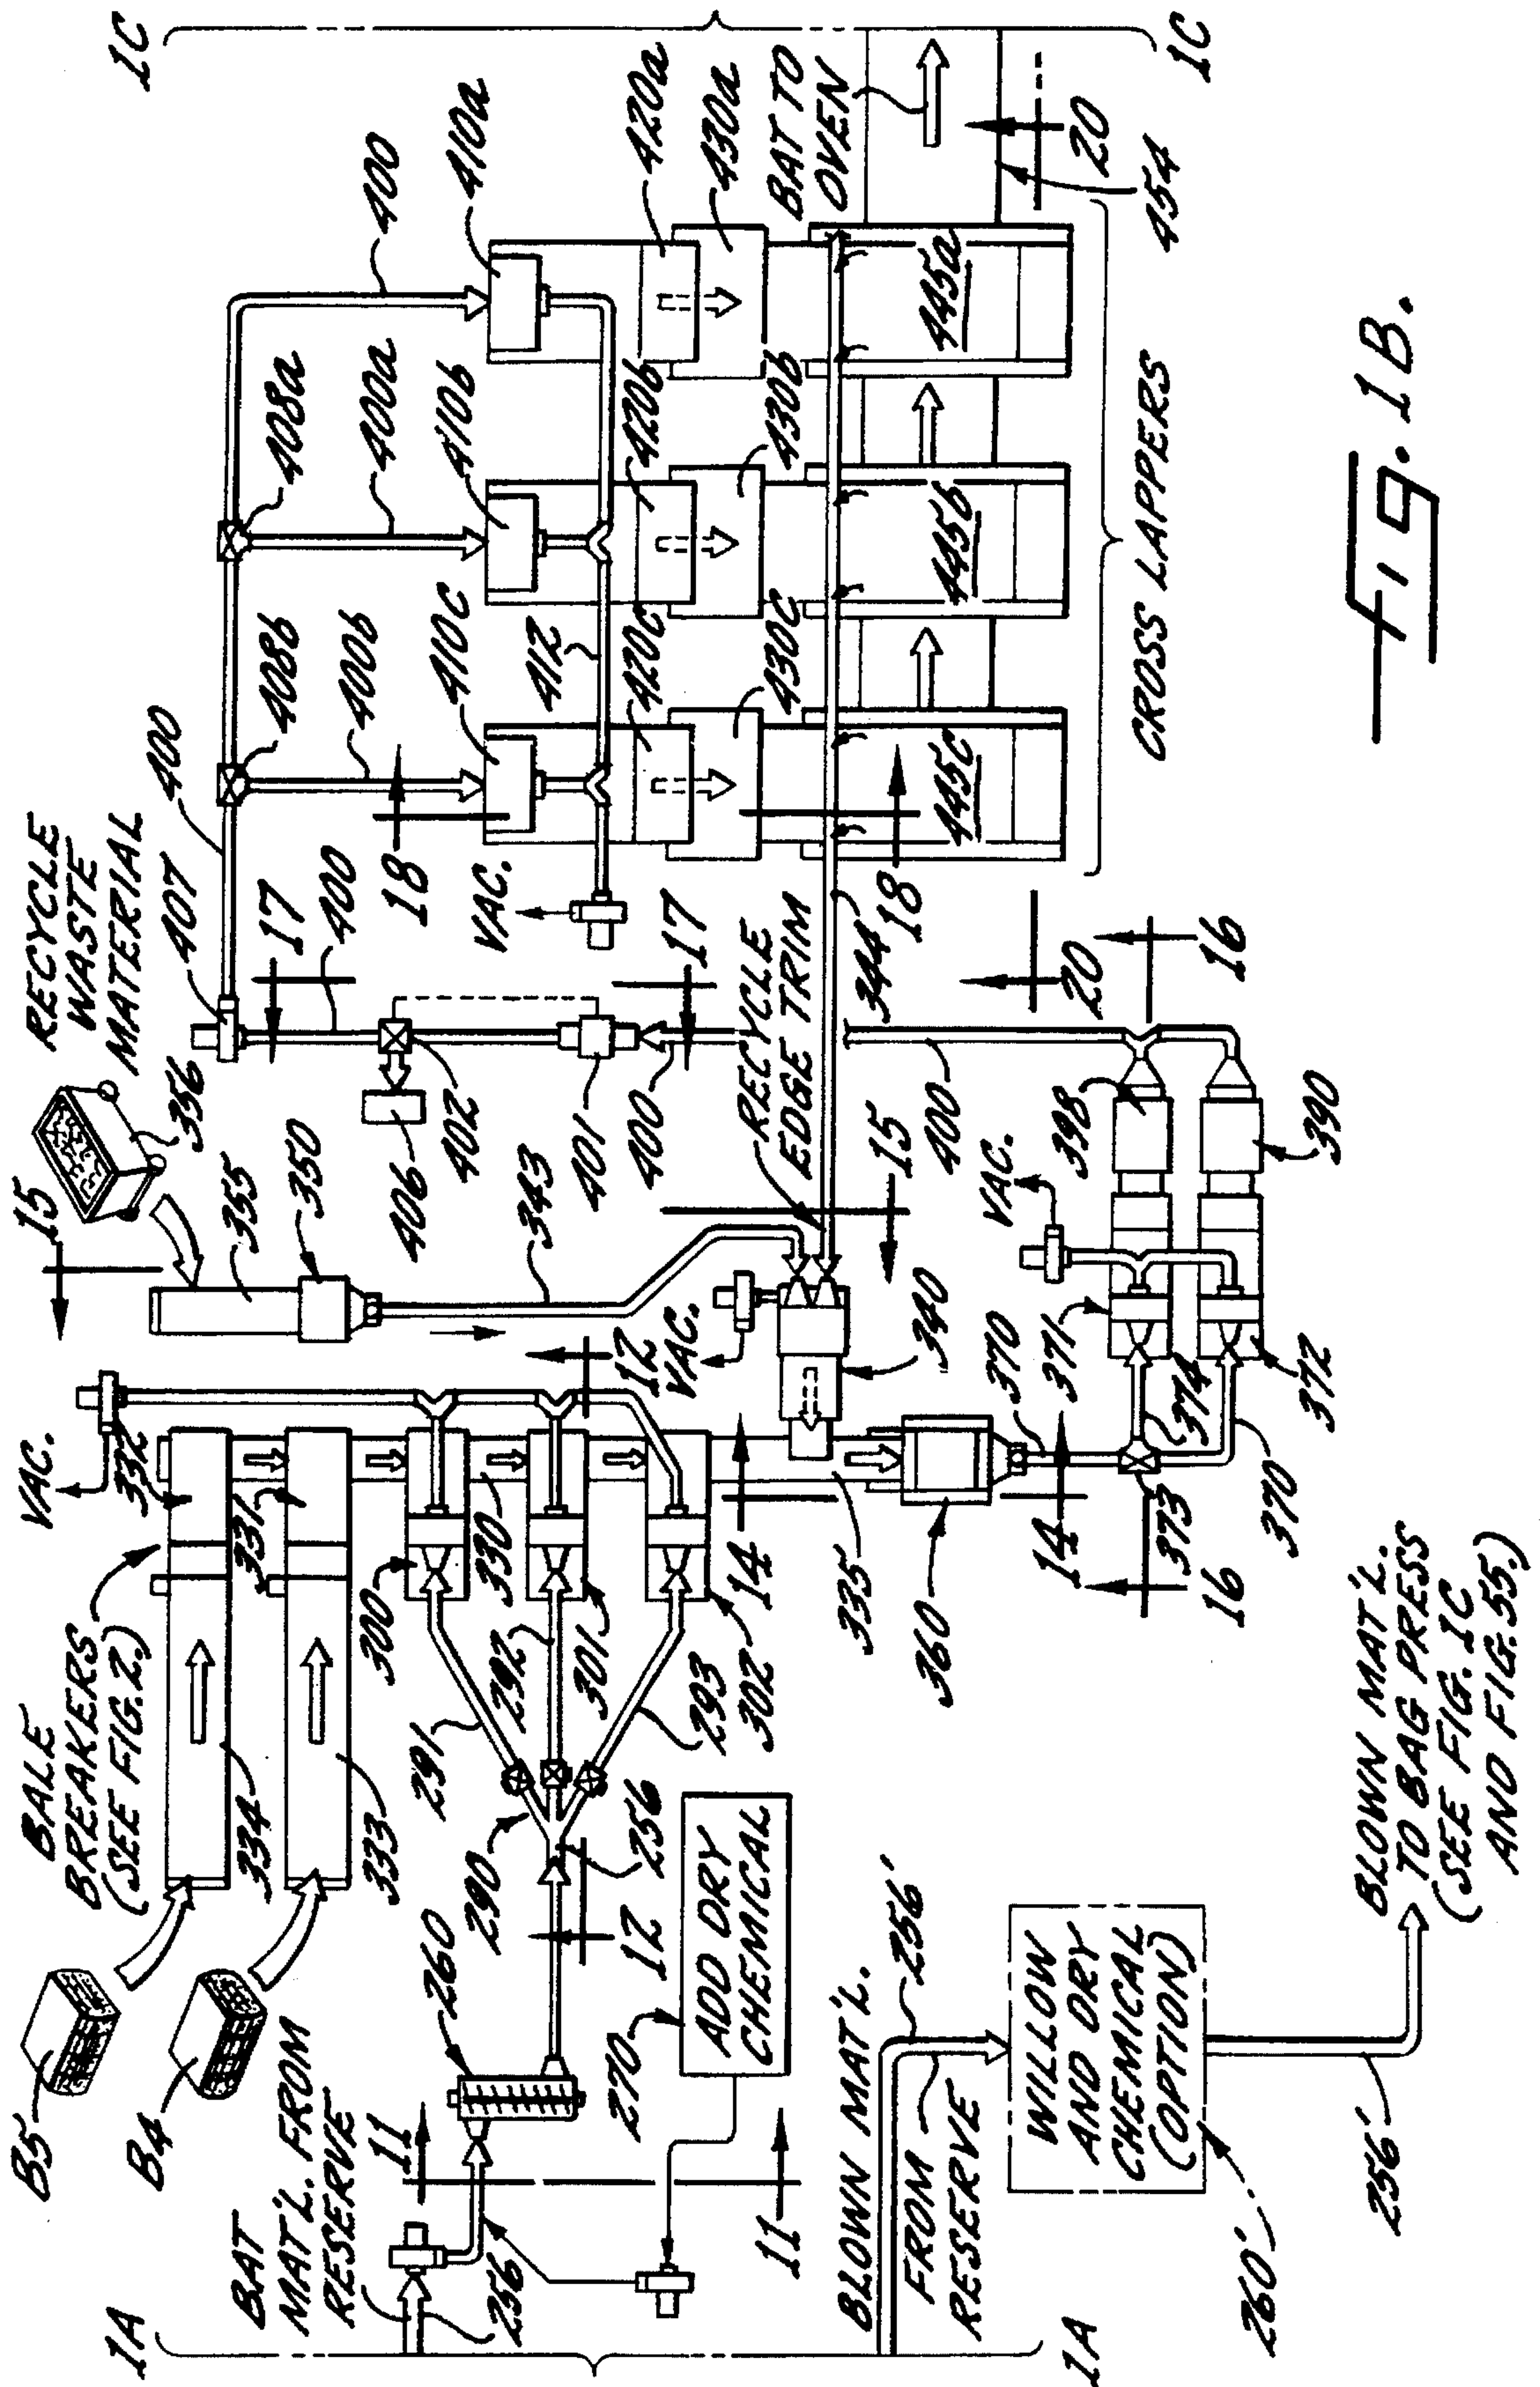 1A
1C
B5
B4
BALE
BREAKERS
(SEE FIG. 2.)
334
333
VAC.
332
331
15
RECYCLE
WASTE
MATERIAL
356
355
350
343
407
17
400
406
402
401
400
17
400
408b
408a
400b
400a
400
18
410c
410b
410a
412
VAC.
420c
420b
420a
430c
430b
430a
BAT TO
OVEN
445c
445b
445a
18
344
20
454
CROSS LAPPERS
RECYCLE
EDGE TRIM
15
400
20
16
BAT
MAT'L. FROM
RESERVE
256
11
260
290
291
292
293
256
12
300
301
302
330
12
VAC.
340
335
14
360
370
371
VAC.
398
390
374
372
373
370
14
16
270
ADD DRY
CHEMICAL
11
BLOWN MAT'L.
FROM
RESERVE
256'
WILLOW
AND DRY
CHEMICAL
(OPTION)
260'
256'
BLOWN MAT'L.
TO BAG PRESS
(SEE FIG. 1C
AND FIG. 55.)
1A
1C
Fig. 1B.